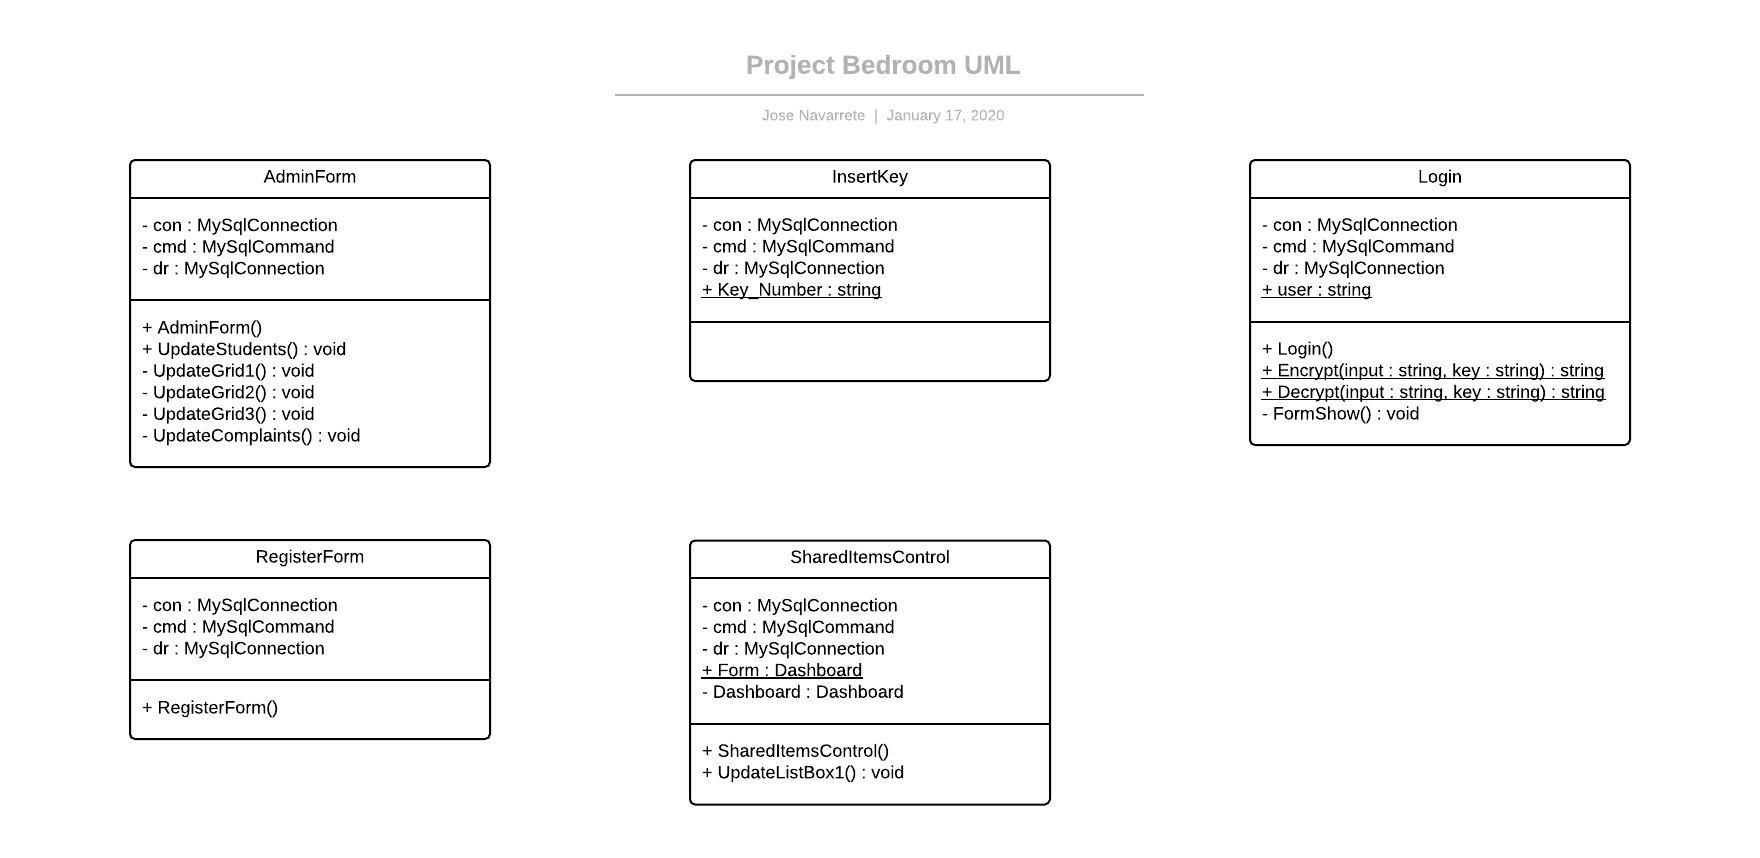 Project Bedroom UML
Jose Navarrete | January 17, 2020
AdminForm
- con : MySqlConnection
- cmd : MySqlCommand
- dr : MySqlConnection
+ AdminForm()
+ UpdateStudents() : void
- UpdateGrid1() : void
- UpdateGrid2() : void
- UpdateGrid3() : void
- UpdateComplaints() : void
InsertKey
- con : MySqlConnection
- cmd : MySqlCommand
- dr : MySqlConnection
+ Key_Number : string
Login
- con : MySqlConnection
- cmd : MySqlCommand
- dr : MySqlConnection
+ user : string
+ Login()
+ Encrypt(input : string, key : string) : string
+ Decrypt(input : string, key : string) : string
- FormShow() : void
RegisterForm
- con : MySqlConnection
- cmd : MySqlCommand
- dr : MySqlConnection
+ RegisterForm()
SharedItemsControl
- con : MySqlConnection
- cmd : MySqlCommand
- dr : MySqlConnection
+ Form : Dashboard
- Dashboard : Dashboard
+ SharedItemsControl()
+ UpdateListBox1() : void